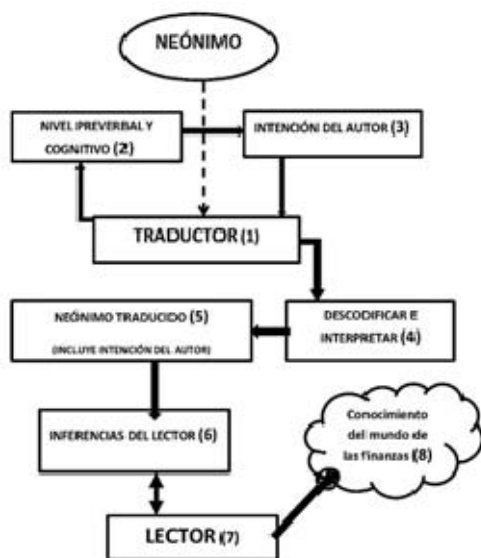 NEÓNIMO
NIVEL PREVERBAL Y
COGNITIVO (2)
INTENCIÓN DEL AUTOR (3)
TRADUCTOR (1)
NEÓNIMO TRADUCIDO (5)
(INCLUYE INTENCIÓN DEL AUTOR)
DESCODIFICAR E
INTERPRETAR (4)
INFERENCIAS DEL LECTOR (6)
Conocimiento
del mundo de
las finanzas (8)
LECTOR (7)